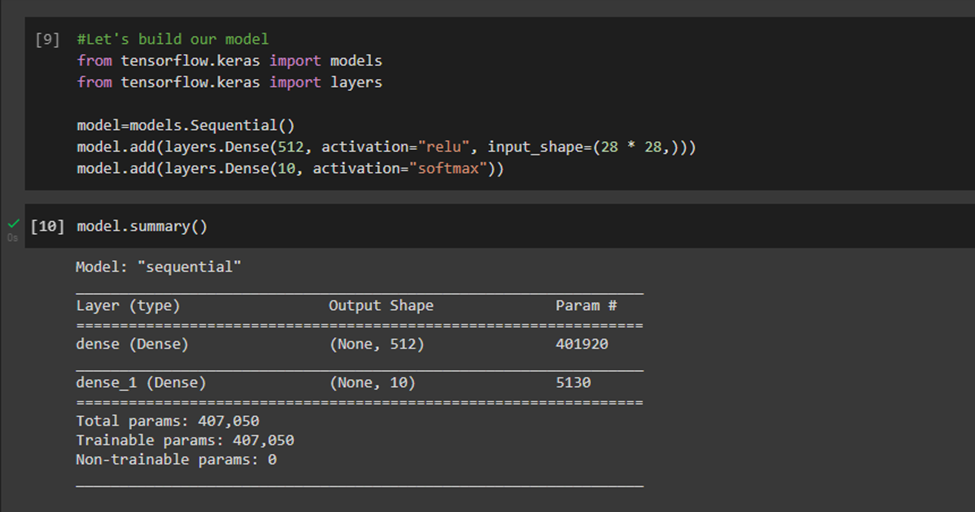 [9] #Let's build our model
from tensorflow.keras import models
from tensorflow.keras import layers
model=models.Sequential()
model.add(layers.Dense(512, activation="relu", input_shape=(28 * 28,)))
model.add(layers.Dense(10, activation="softmax"))
[10] model.summary()
0s
Model: "sequential"
Layer (type) Output Shape Param #
=================================================================
dense (Dense) (None, 512) 401920
dense_1 (Dense) (None, 10) 5130
=================================================================
Total params: 407,050
Trainable params: 407,050
Non-trainable params: 0